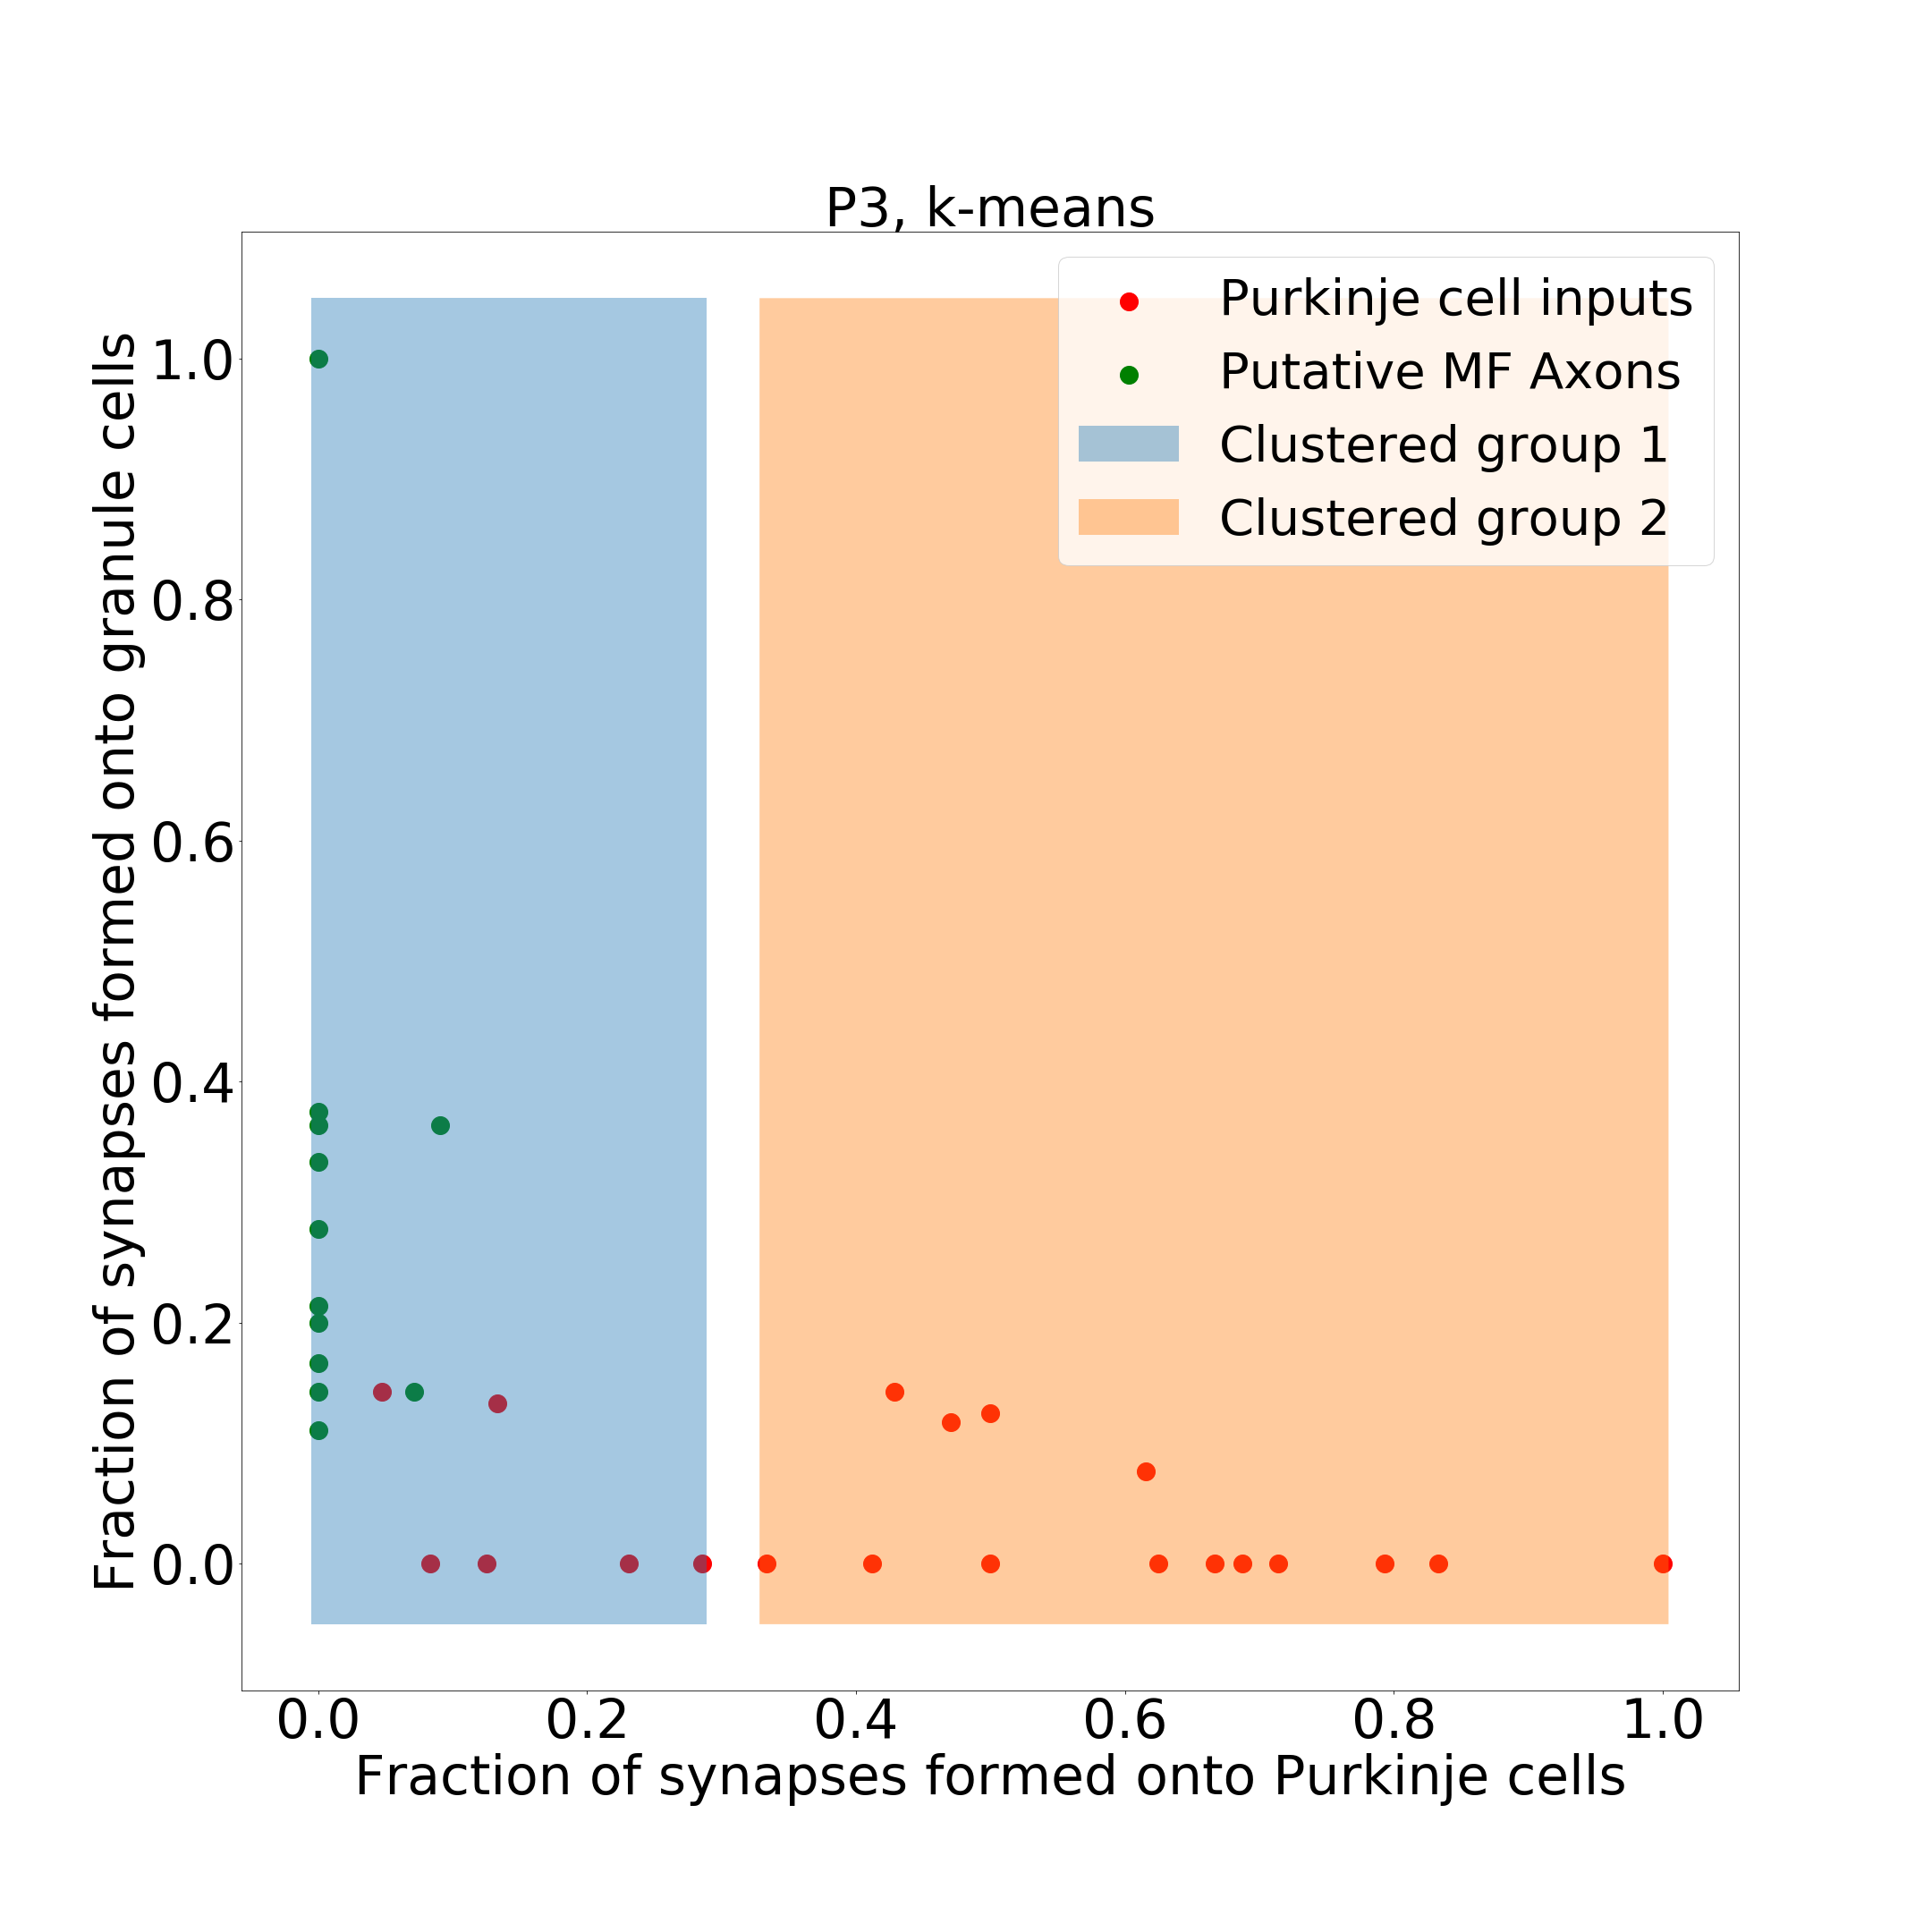 P3, k-means
Purkinje cell inputs
Putative MF Axons
Clustered group 1
Clustered group 2
Fraction of synapses formed onto granule cells
1.0
0.8
0.6
0.4
0.2
0.0
0.0 0.2 0.4 0.6 0.8 1.0
Fraction of synapses formed onto Purkinje cells